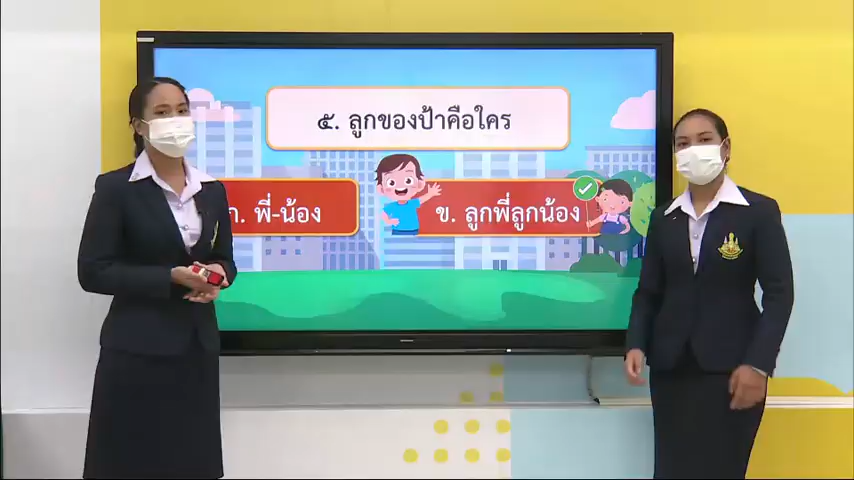 ๕. ลูกของป้าคือใคร
ก. พี่-น้อง
ข. ลูกพี่ลูกน้อง